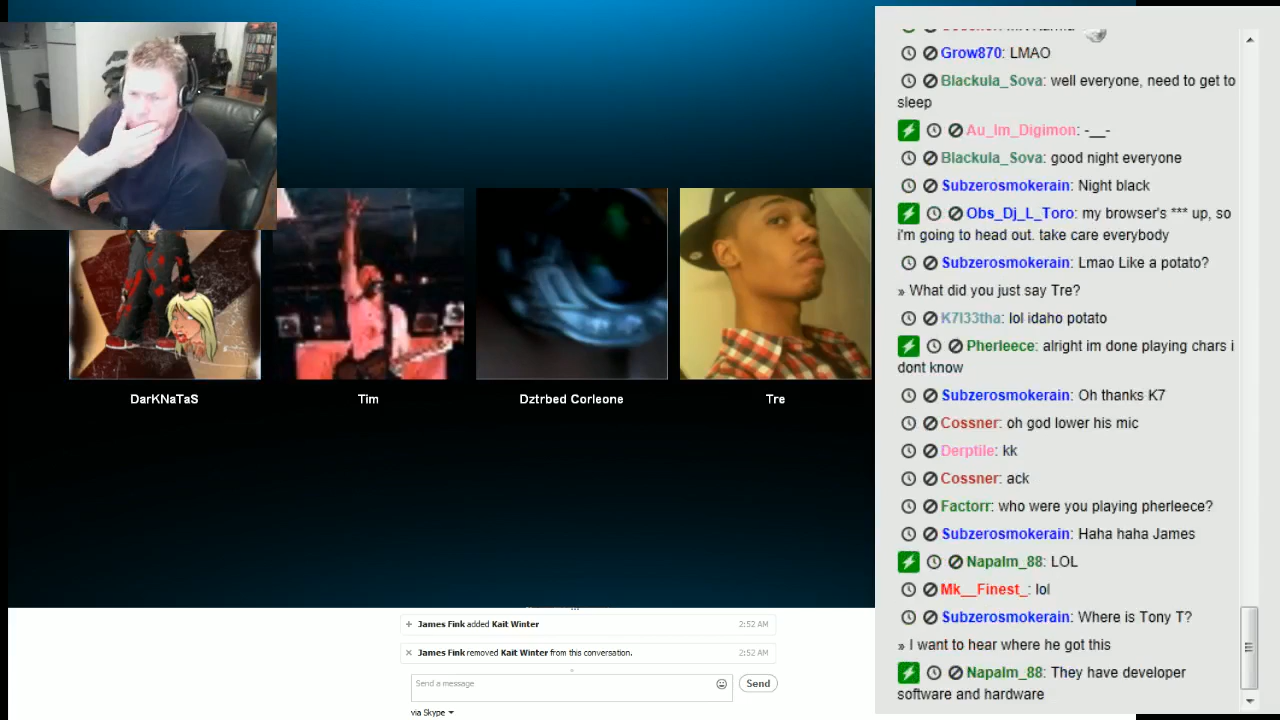 DarKNaTaS
Tim
Dztrbed Corleone
Tre
James Fink added Kait Winter
2:52 AM
James Fink removed Kait Winter from this conversation.
2:52 AM
Send a message
Send
via Skype
Grow870: LMAO
Blackula_Sova: well everyone, need to get to
sleep
Au_Im_Digimon: -__-
Blackula_Sova: good night everyone
Subzerosmokerain: Night black
Obs_Dj_L_Toro: my browser's *** up, so
i'm going to head out. take care everybody
Subzerosmokerain: Lmao Like a potato?
» What did you just say Tre?
K7l33tha: lol idaho potato
Pherleece: alright im done playing chars i
dont know
Subzerosmokerain: Oh thanks K7
Cossner: oh god lower his mic
Derptile: kk
Cossner: ack
Factorr: who were you playing pherleece?
Subzerosmokerain: Haha haha James
Napalm_88: LOL
Mk__Finest_: lol
Subzerosmokerain: Where is Tony T?
» I want to hear where he got this
Napalm_88: They have developer
software and hardware